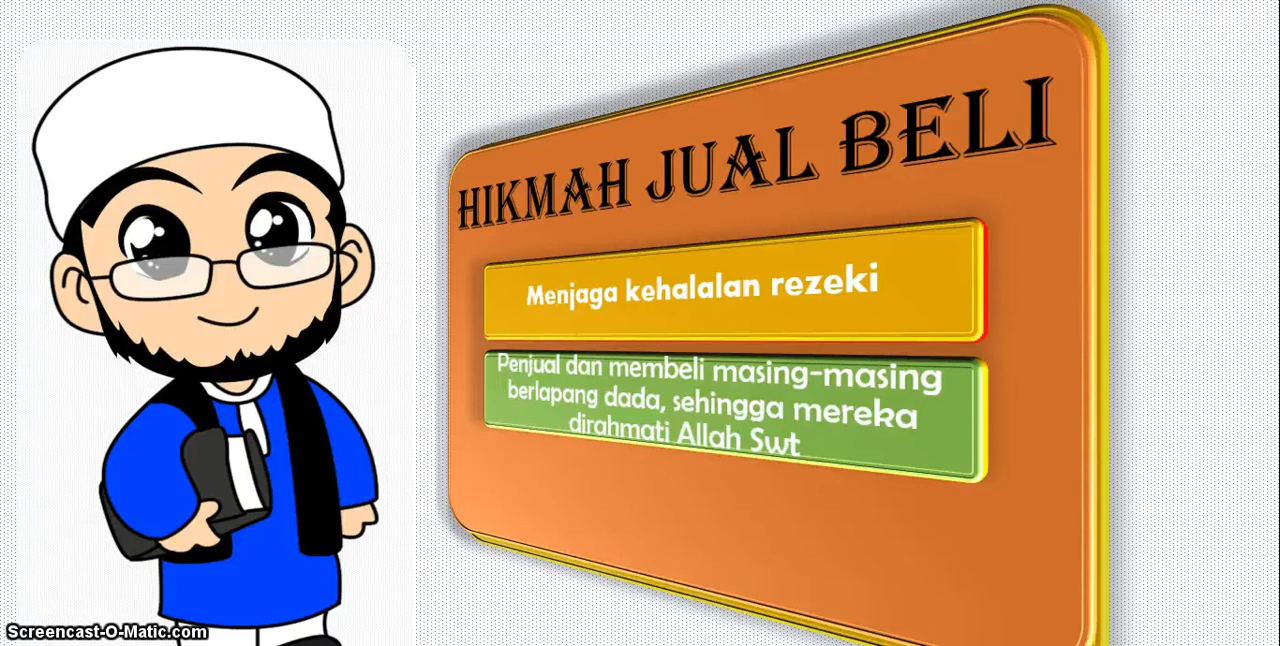 HIKMAH JUAL BELI
Menjaga kehalalan rezeki
Penjual dan membeli masing-masing
berlapang dada, sehingga mereka
dirahmati Allah Swt
Screencast-O-Matic.com